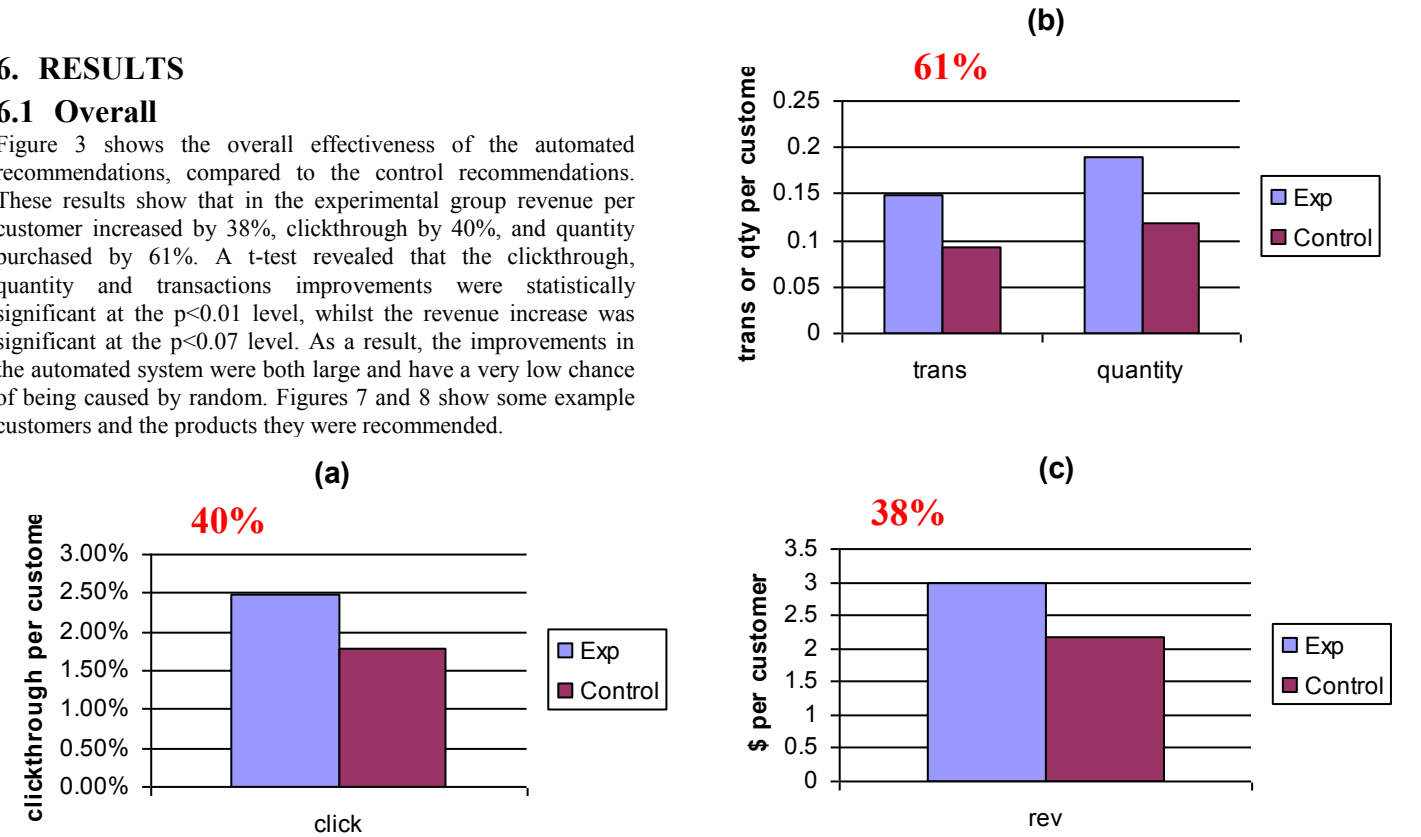 6. RESULTS
6.1 Overall
Figure 3 shows the overall effectiveness of the automated
recommendations, compared to the control recommendations.
These results show that in the experimental group revenue per
customer increased by 38%, clickthrough by 40%, and quantity
purchased by 61%. A t-test revealed that the clickthrough,
quantity and transactions improvements were statistically
significant at the p<0.01 level, whilst the revenue increase was
significant at the p<0.07 level. As a result, the improvements in
the automated system were both large and have a very low chance
of being caused by random. Figures 7 and 8 show some example
customers and the products they were recommended.
(a)
40%
clickthrough per custome
3.00%
2.50%
2.00%
1.50%
1.00%
0.50%
0.00%
click
Exp
Control
(b)
61%
trans or qty per custome
0.25
0.2
0.15
0.1
0.05
0
trans
quantity
Exp
Control
(c)
38%
$ per customer
3.5
3
2.5
2
1.5
1
0.5
0
rev
Exp
Control